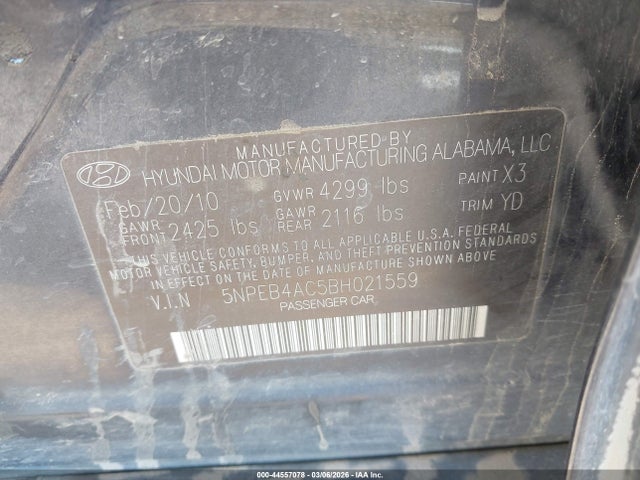 MANUFACTURED BY
HYUNDAI MOTOR MANUFACTURING ALABAMA, LLC
Feb/20/10 GVWR 4299 lbs PAINT X3
GAWR FRONT 2425 lbs GAWR REAR 2116 lbs TRIM YD
THIS VEHICLE CONFORMS TO ALL APPLICABLE U.S.A. FEDERAL
MOTOR VEHICLE SAFETY, BUMPER, AND THEFT PREVENTION STANDARDS
IN EFFECT ON THE DATE OF MANUFACTURE SHOWN ABOVE
V.I.N 5NPEB4AC5BH021559
PASSENGER CAR
000-44557078 - 03/06/2026 - IAA Inc.